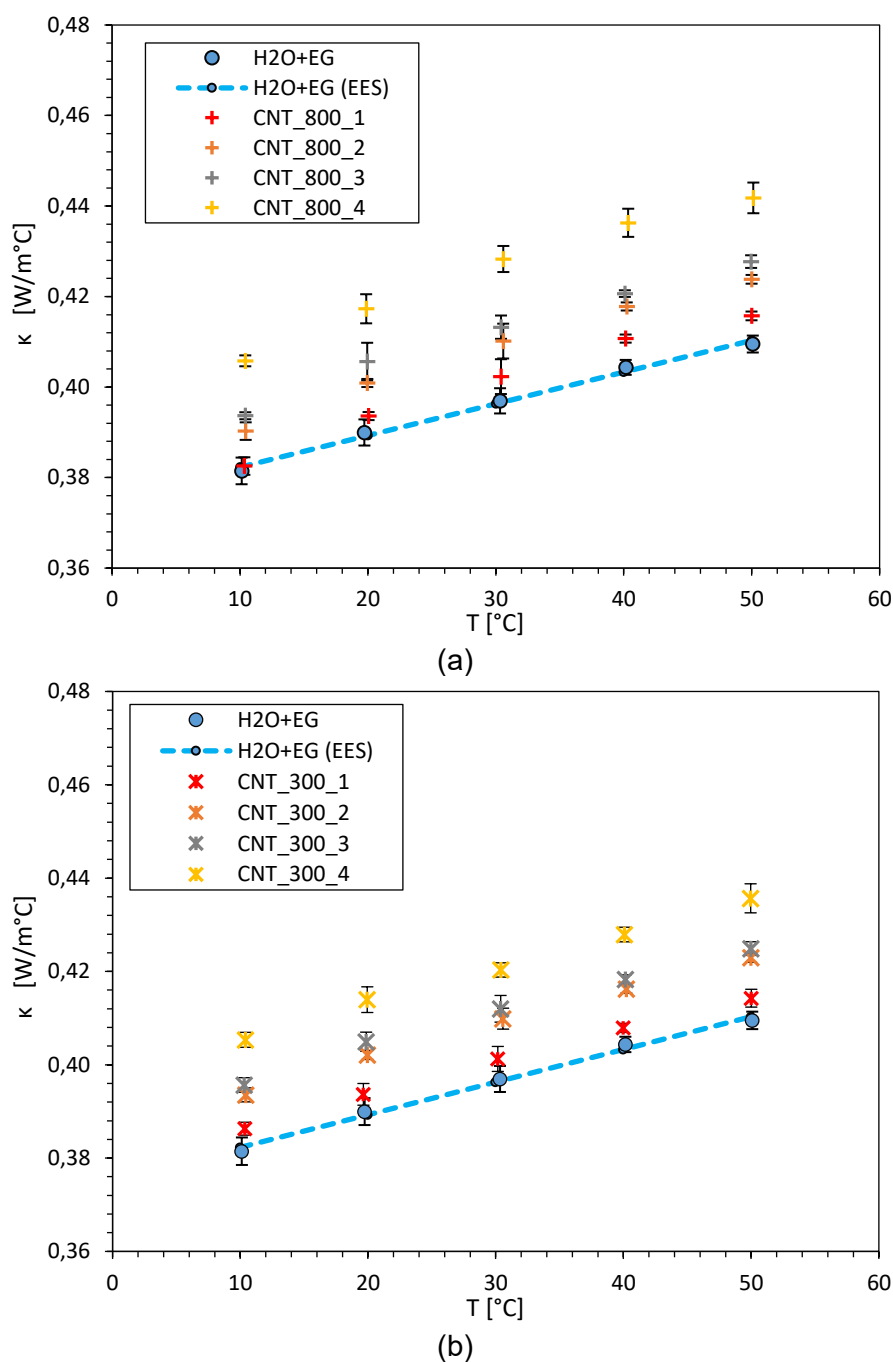 0,48
0,46
0,44
0,42
0,40
0,38
0,36
κ [W/m°C]
H2O+EG
H2O+EG (EES)
CNT_800_1
CNT_800_2
CNT_800_3
CNT_800_4
0 10 20 30 40 50 60
T [°C]
(a)
0,48
0,46
0,44
0,42
0,40
0,38
0,36
κ [W/m°C]
H2O+EG
H2O+EG (EES)
CNT_300_1
CNT_300_2
CNT_300_3
CNT_300_4
0 10 20 30 40 50 60
T [°C]
(b)